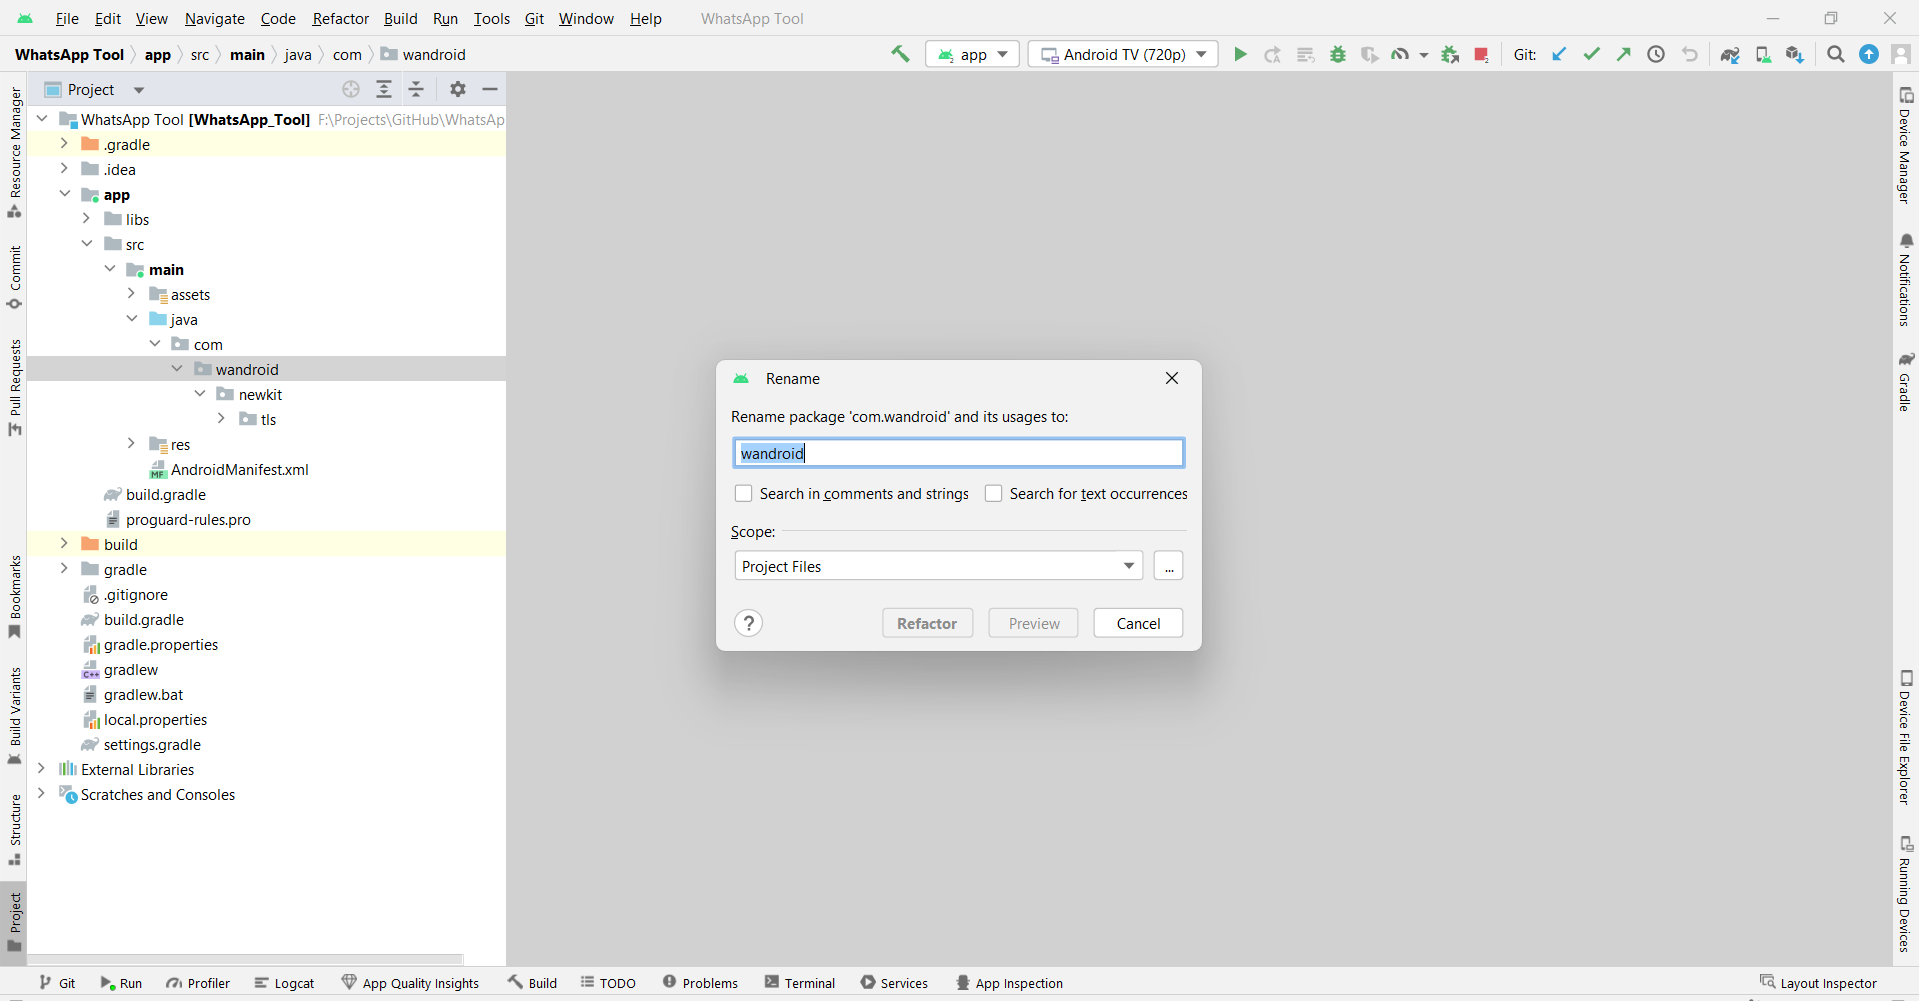 File Edit View Navigate Code Refactor Build Run Tools Git Window Help WhatsApp Tool
WhatsApp Tool app src main java com wandroid app Android TV (720p) Git:
Project
WhatsApp Tool [WhatsApp_Tool] F:\Projects\GitHub\WhatsAp
.gradle
.idea
app
libs
src
main
assets
java
com
wandroid
newkit
tls
res
MF AndroidManifest.xml
build.gradle
proguard-rules.pro
build
gradle
.gitignore
build.gradle
gradle.properties
C++ gradlew
gradlew.bat
local.properties
settings.gradle
External Libraries
Scratches and Consoles
Resource Manager
Commit
Pull Requests
Bookmarks
Build Variants
Structure
Project
Rename
Rename package 'com.wandroid' and its usages to:
wandroid
Search in comments and strings Search for text occurrences
Scope:
Project Files ...
? Refactor Preview Cancel
Device Manager
Notifications
Gradle
Device File Explorer
Running Devices
Git Run Profiler Logcat App Quality Insights Build TODO Problems Terminal Services App Inspection Layout Inspector